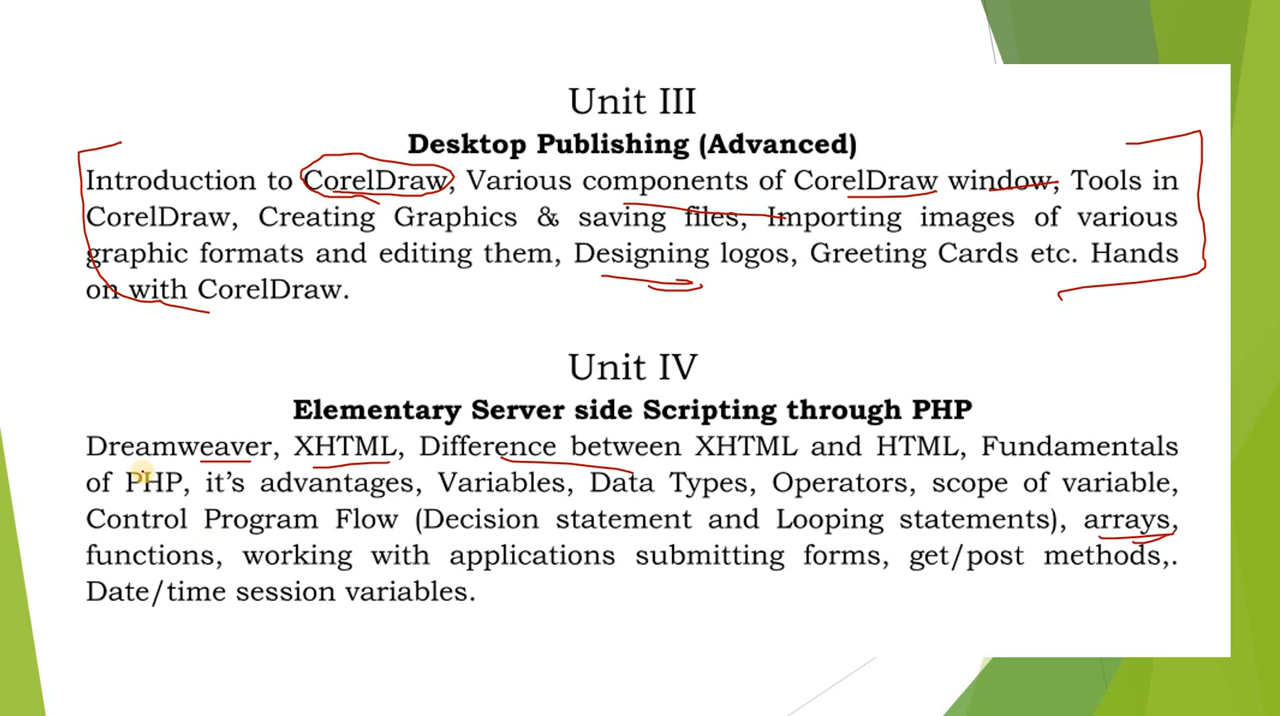 Unit III
Desktop Publishing (Advanced)
Introduction to CorelDraw, Various components of CorelDraw window, Tools in
CorelDraw, Creating Graphics & saving files, Importing images of various
graphic formats and editing them, Designing logos, Greeting Cards etc. Hands
on with CorelDraw.
Unit IV
Elementary Server side Scripting through PHP
Dreamweaver, XHTML, Difference between XHTML and HTML, Fundamentals
of PHP, it's advantages, Variables, Data Types, Operators, scope of variable,
Control Program Flow (Decision statement and Looping statements), arrays,
functions, working with applications submitting forms, get/post methods,.
Date/time session variables.